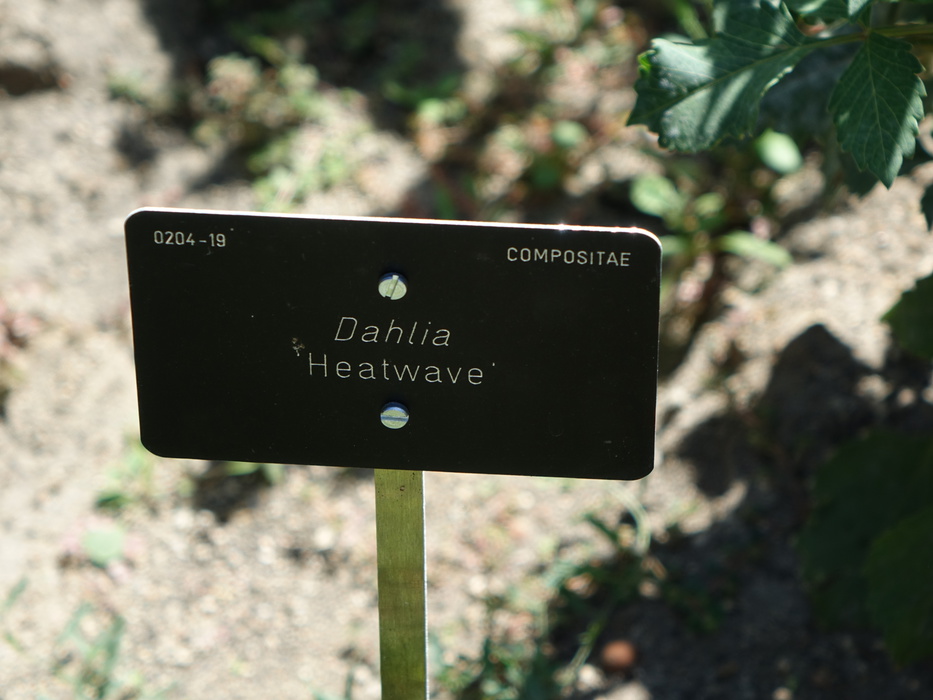 0204-19
COMPOSITAE
Dahlia
'Heatwave'